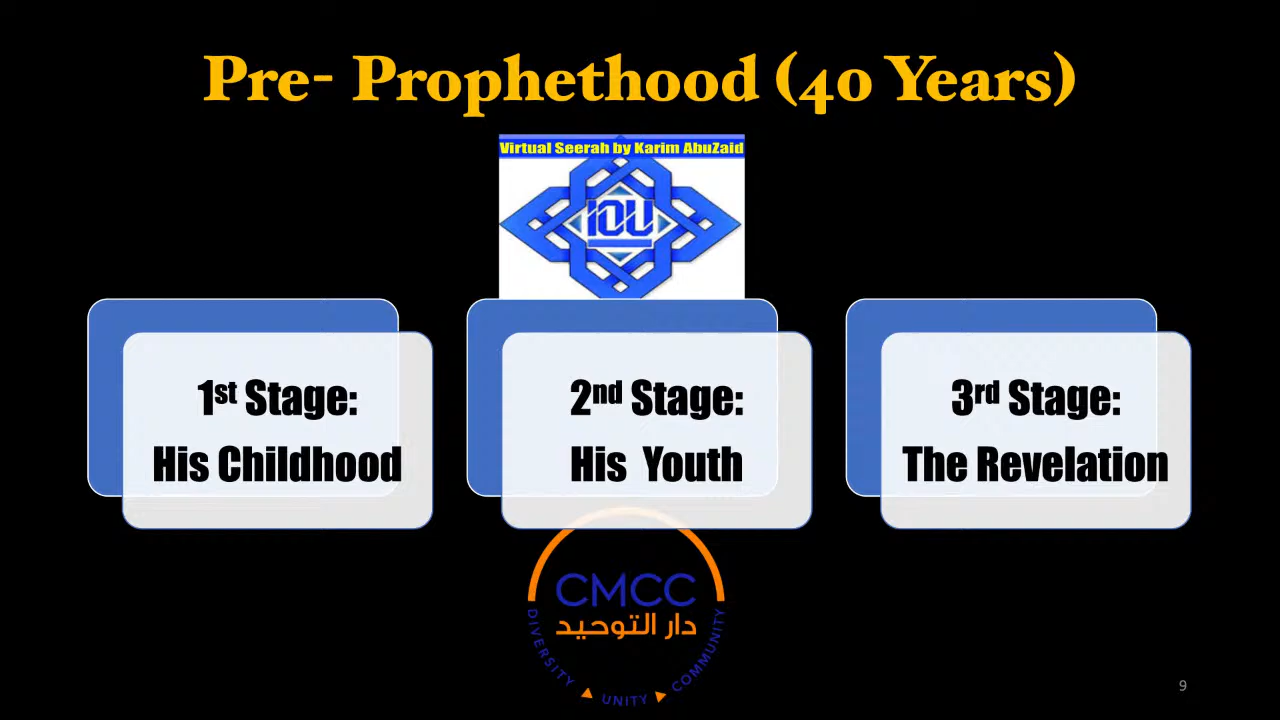 Pre- Prophethood (40 Years)
Virtual Seerah by Karim AbuZaid
IOU
1st Stage:
His Childhood
2nd Stage:
His Youth
3rd Stage:
The Revelation
CMCC
دار التوحيد
DIVERSITY UNITY COMMUNITY
9